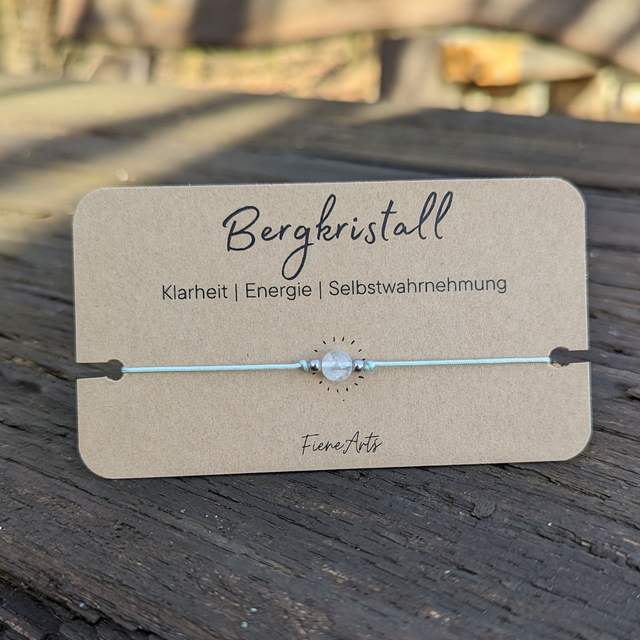 Bergkristall
Klarheit | Energie | Selbstwahrnehmung
FieneArts